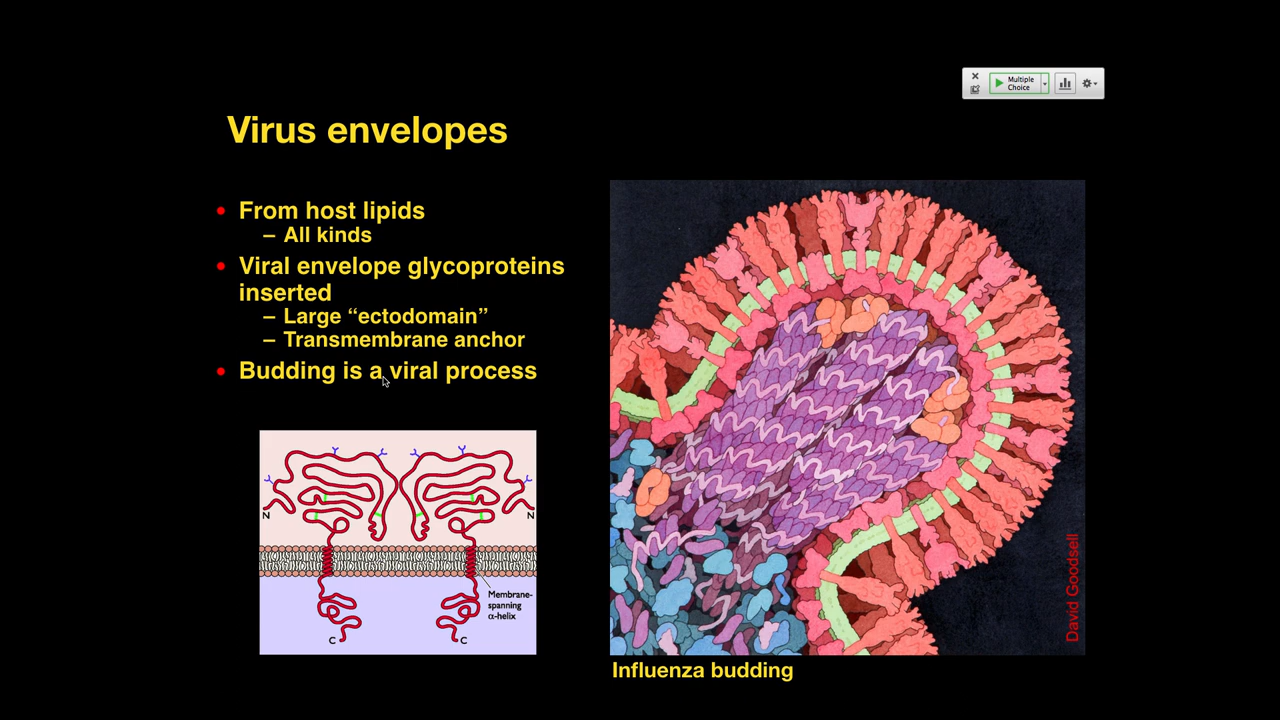 Multiple
Choice
Virus envelopes
• From host lipids
– All kinds
• Viral envelope glycoproteins
inserted
– Large “ectodomain”
– Transmembrane anchor
• Budding is a viral process
N
N
Membrane-
spanning
α-helix
C
C
David Goodsell
Influenza budding